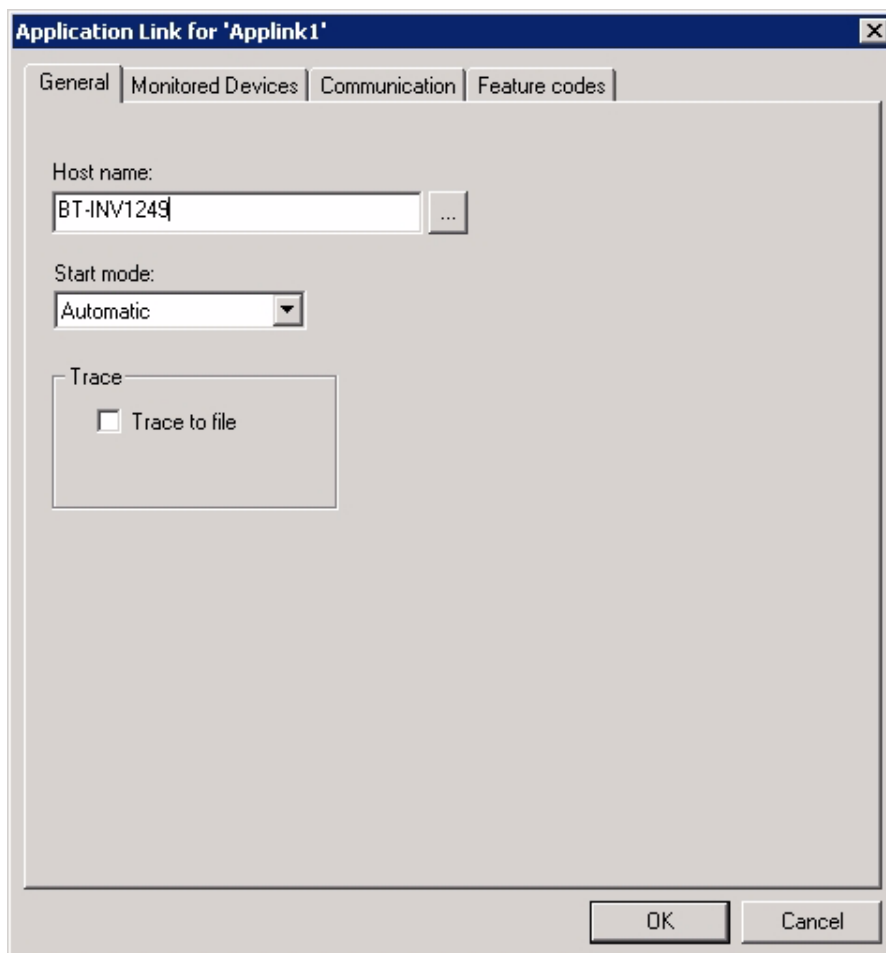 Application Link for 'Applink1'
General Monitored Devices Communication Feature codes
Host name:
BT-INV1249
...
Start mode:
Automatic
Trace
Trace to file
OK Cancel